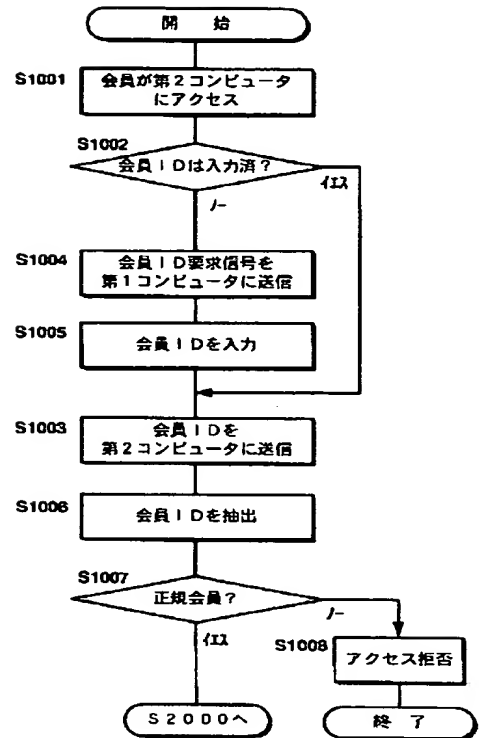 開 始
S1001
会員が第2コンピュータ
にアクセス
S1002
会員IDは入力済?
イエス
ノー
S1004
会員ID要求信号を
第1コンピュータに送信
S1005
会員IDを入力
S1003
会員IDを
第2コンピュータに送信
S1006
会員IDを抽出
S1007
正規会員?
ノー
イエス
S1008
アクセス拒否
S2000へ
終 了